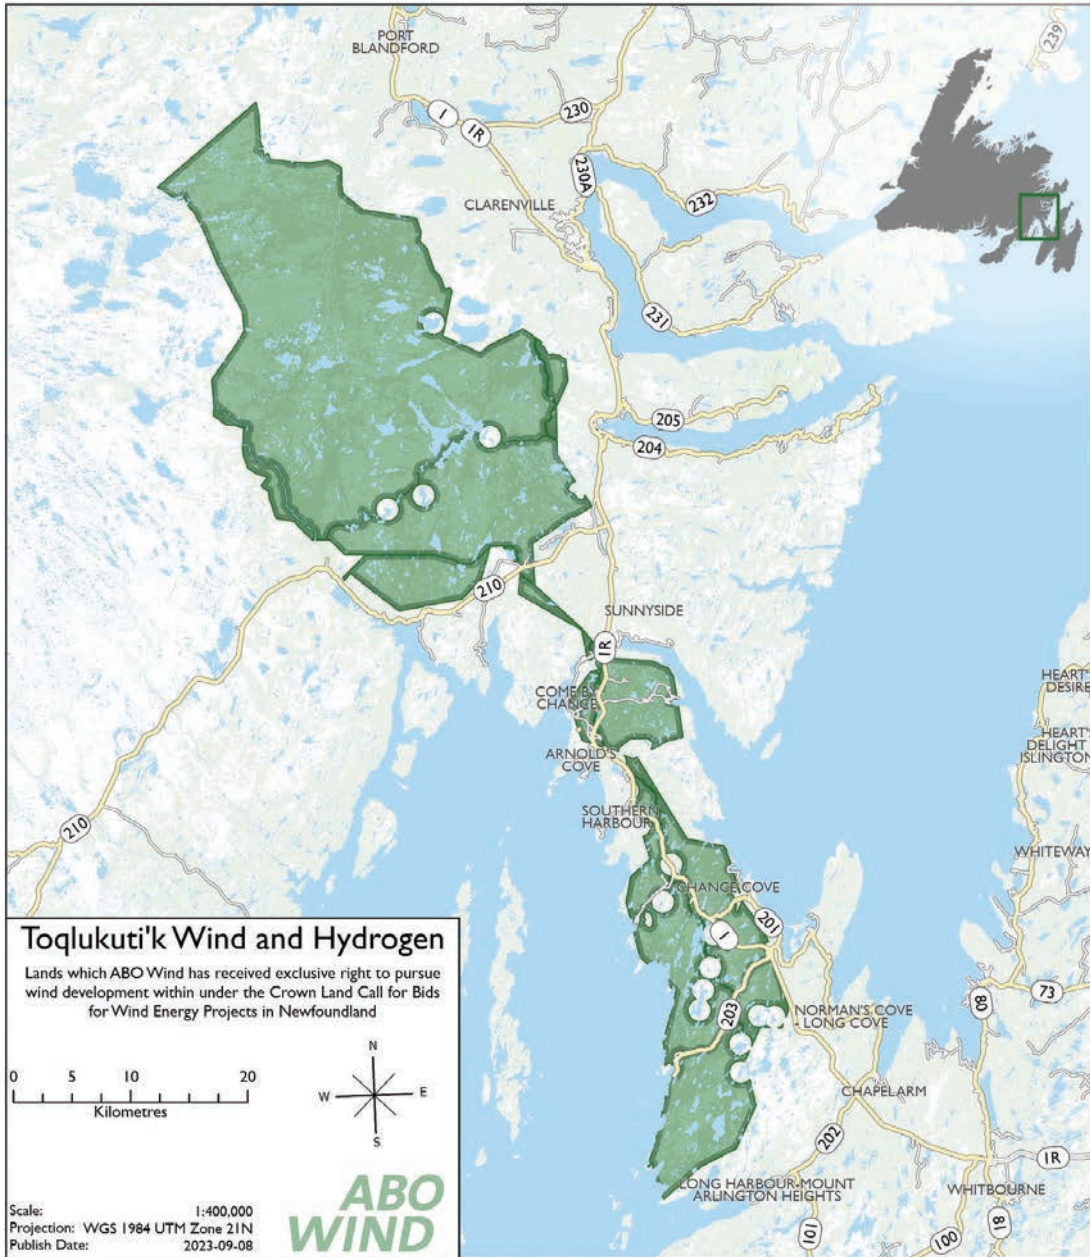 239
PORT
BLANDFORD
1
1R
230
230A
CLARENVILLE
232
231
205
204
210
SUNNYSIDE
1R
COME BY
CHANCE
ARNOLD'S
COVE
HEART'
DESIRE
HEART'S
DELIGHT
ISLINGTON
SOUTHERN
HARBOUR
210
WHITEWAY
CHANCE COVE
201
1
203
NORMAN'S COVE
- LONG COVE
80
73
CHAPELARM
202
1R
LONG HARBOUR-MOUNT
ARLINGTON HEIGHTS
WHITBOURNE
101
100
81
Toqlukuti'k Wind and Hydrogen
Lands which ABO Wind has received exclusive right to pursue
wind development within under the Crown Land Call for Bids
for Wind Energy Projects in Newfoundland
0 5 10 20
Kilometres
N
W E
S
ABO
WIND
Scale: 1:400,000
Projection: WGS 1984 UTM Zone 21N
Publish Date: 2023-09-08